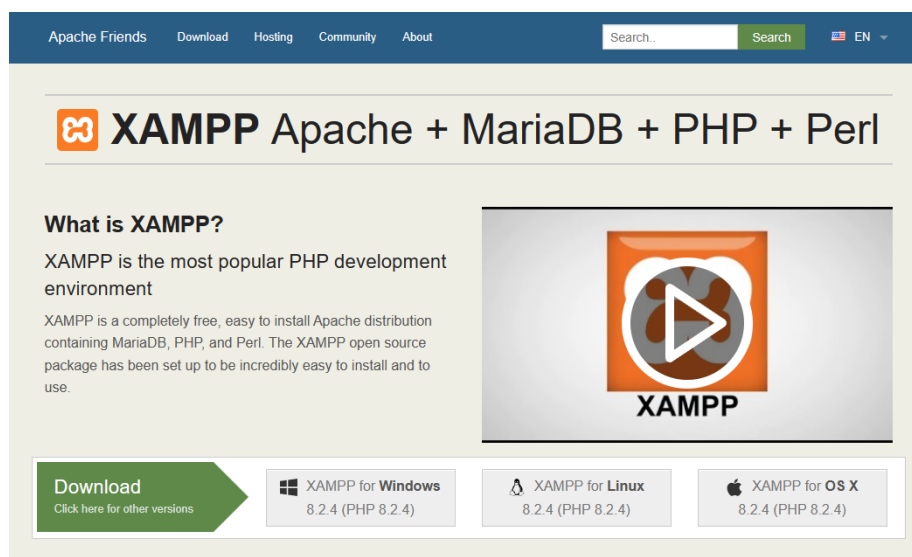 Apache Friends Download Hosting Community About Search.. Search EN
XAMPP Apache + MariaDB + PHP + Perl
What is XAMPP?
XAMPP is the most popular PHP development
environment
XAMPP is a completely free, easy to install Apache distribution
containing MariaDB, PHP, and Perl. The XAMPP open source
package has been set up to be incredibly easy to install and to
use.
XAMPP
Download
Click here for other versions
XAMPP for Windows
8.2.4 (PHP 8.2.4)
XAMPP for Linux
8.2.4 (PHP 8.2.4)
XAMPP for OS X
8.2.4 (PHP 8.2.4)